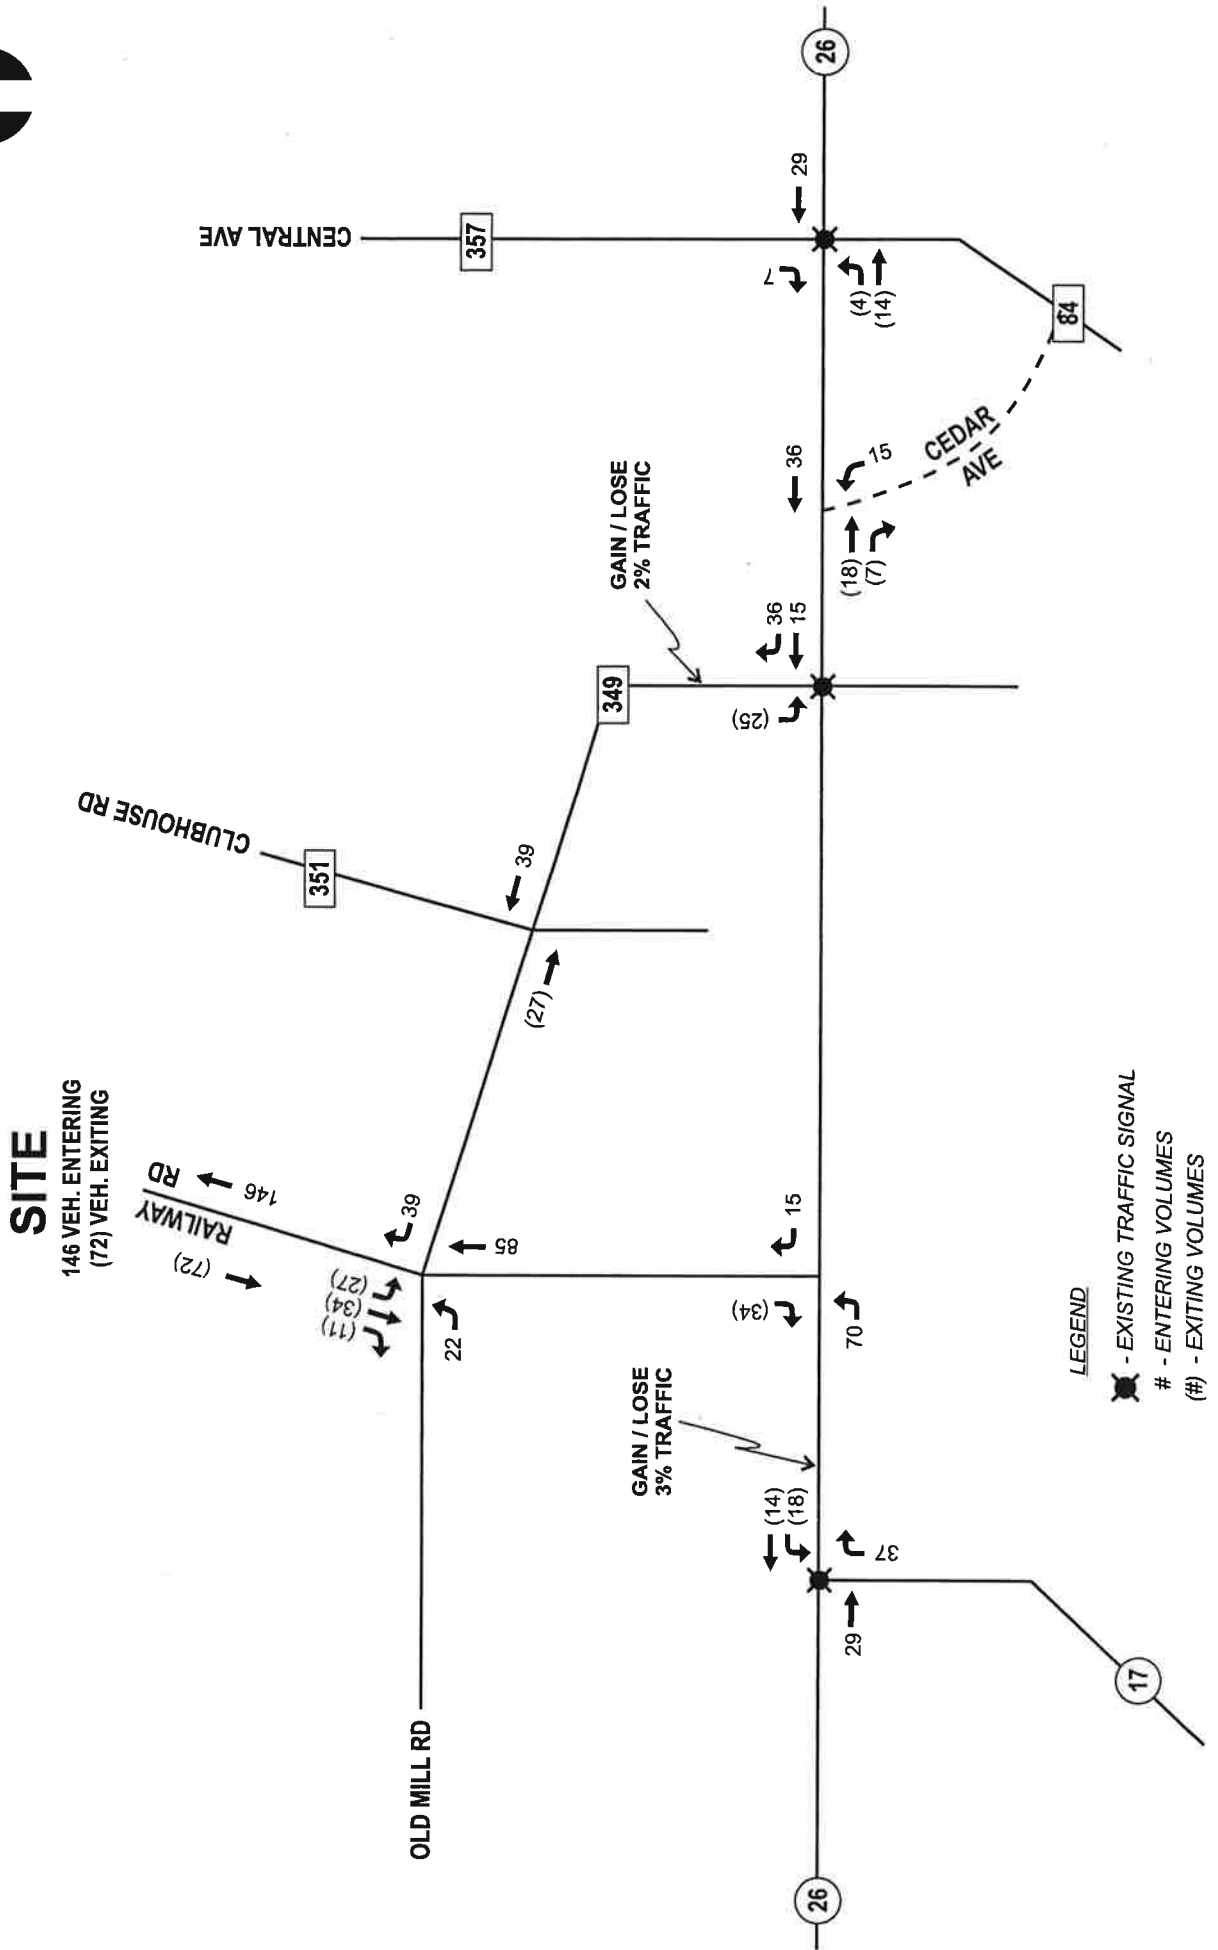 SITE
146 VEH. ENTERING
(72) VEH. EXITING
RAILWAY
RD
146
(72)
(11)
(34)
(27)
39
85
22
OLD MILL RD
CLUBHOUSE RD
351
39
(27)
349
GAIN / LOSE
2% TRAFFIC
CENTRAL AVE
357
29
7
(4)
(14)
26
84
CEDAR
AVE
36
15
(18)
(7)
36
15
(25)
15
(34)
70
GAIN / LOSE
3% TRAFFIC
(14)
(18)
37
29
17
26
LEGEND
- EXISTING TRAFFIC SIGNAL
# - ENTERING VOLUMES
(#) - EXITING VOLUMES